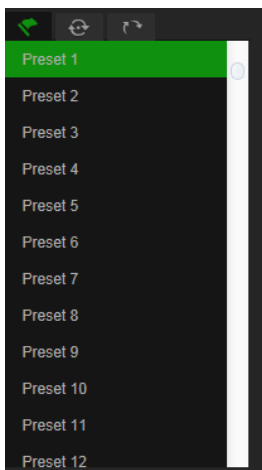 Preset 1
Preset 2
Preset 3
Preset 4
Preset 5
Preset 6
Preset 7
Preset 8
Preset 9
Preset 10
Preset 11
Preset 12